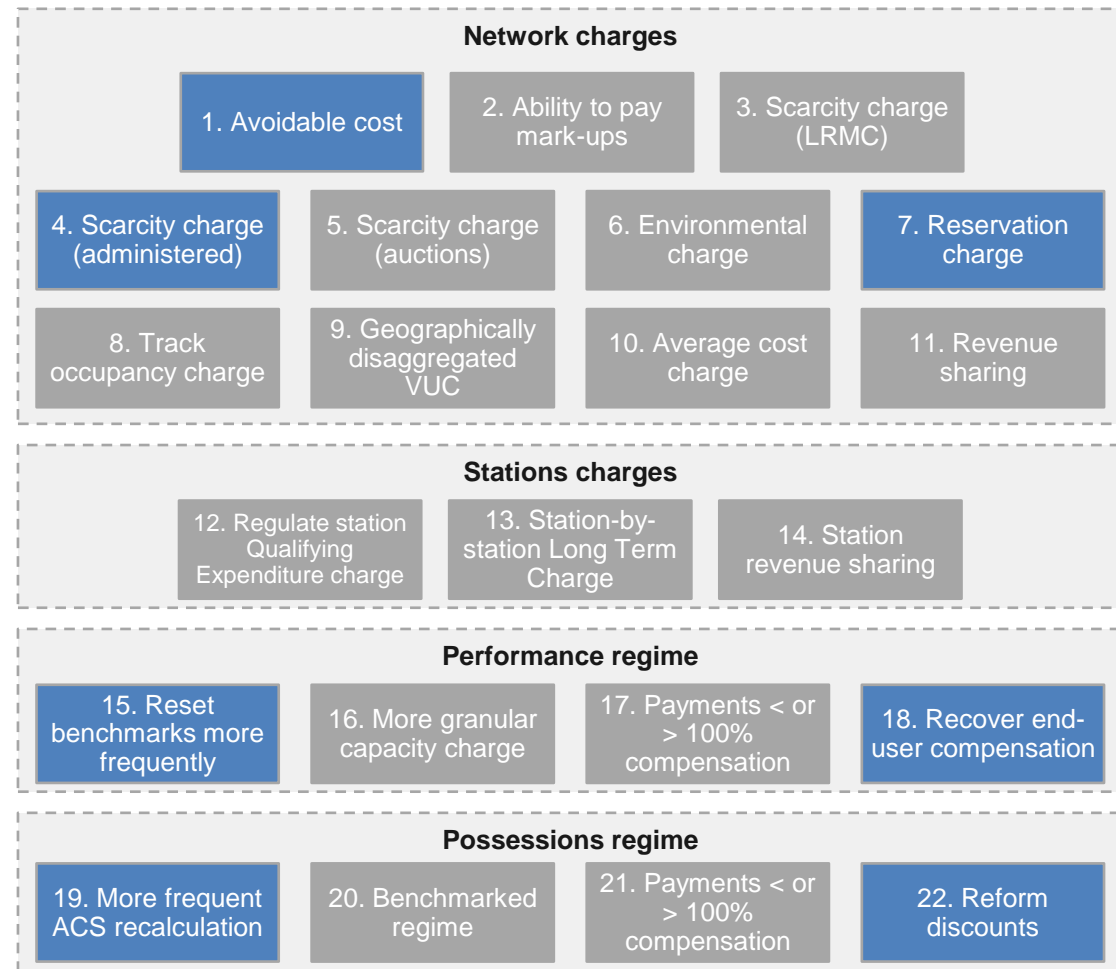 Network charges
1. Avoidable cost
2. Ability to pay
mark-ups
3. Scarcity charge
(LRMC)
4. Scarcity charge
(administered)
5. Scarcity charge
(auctions)
6. Environmental
charge
7. Reservation
charge
8. Track
occupancy charge
9. Geographically
disaggregated
VUC
10. Average cost
charge
11. Revenue
sharing
Stations charges
12. Regulate station
Qualifying
Expenditure charge
13. Station-by-
station Long Term
Charge
14. Station
revenue sharing
Performance regime
15. Reset
benchmarks more
frequently
16. More granular
capacity charge
17. Payments < or
> 100%
compensation
18. Recover end-
user compensation
Possessions regime
19. More frequent
ACS recalculation
20. Benchmarked
regime
21. Payments < or
> 100%
compensation
22. Reform
discounts